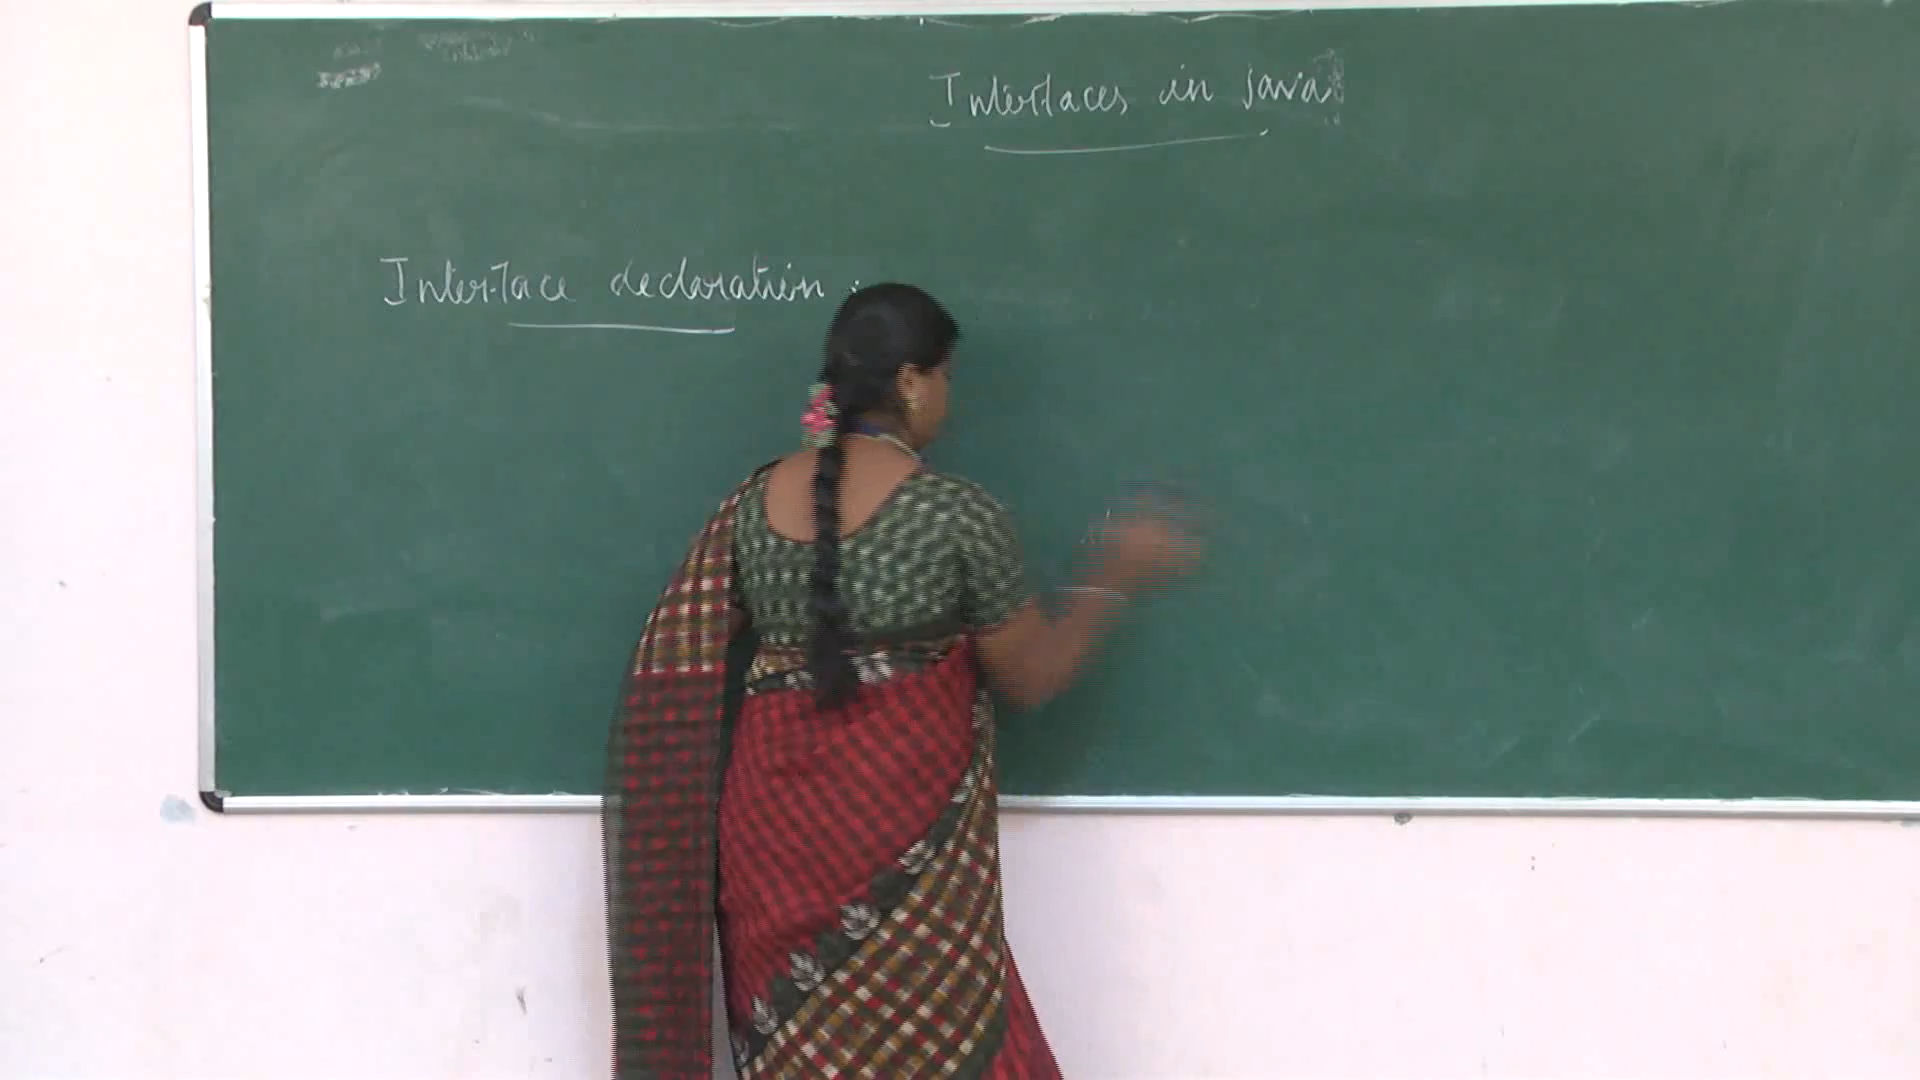 Interfaces in Java
Interface declaration :